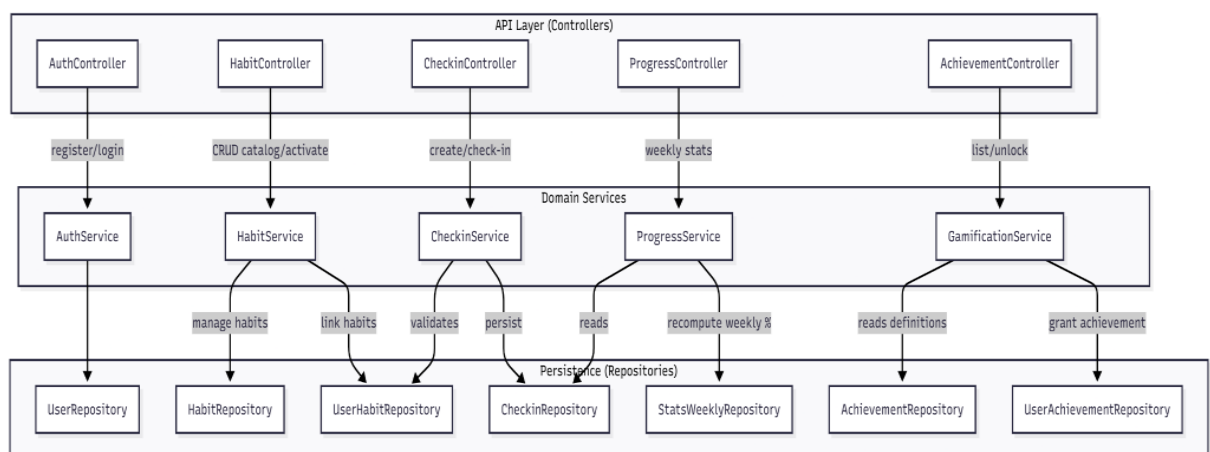 API Layer (Controllers)
AuthController
HabitController
CheckinController
ProgressController
AchievementController
register/login
CRUD catalog/activate
create/check-in
weekly stats
list/unlock
Domain Services
AuthService
HabitService
CheckinService
ProgressService
GamificationService
manage habits
link habits
validates
persist
reads
recompute weekly %
reads definitions
grant achievement
Persistence (Repositories)
UserRepository
HabitRepository
UserHabitRepository
CheckinRepository
StatsWeeklyRepository
AchievementRepository
UserAchievementRepository